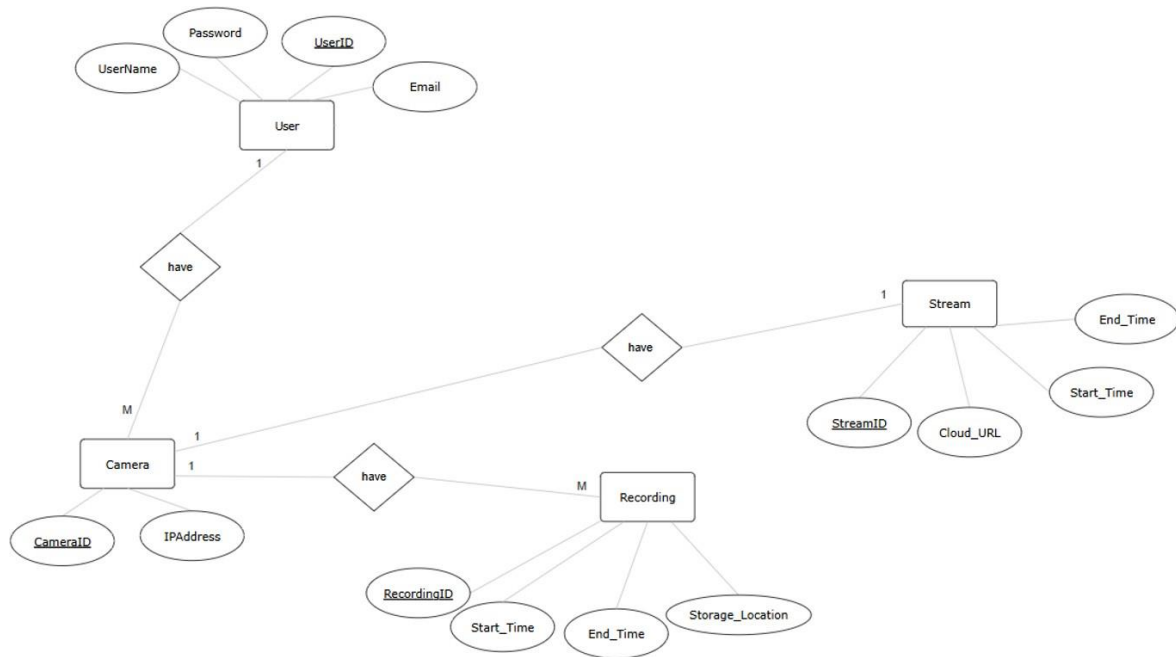 Password
UserID
UserName
Email
User
1
have
M
Camera
CameraID
IPAddress
1
have
1
Stream
End_Time
Start_Time
StreamID
Cloud_URL
1
have
M
Recording
RecordingID
Start_Time
End_Time
Storage_Location